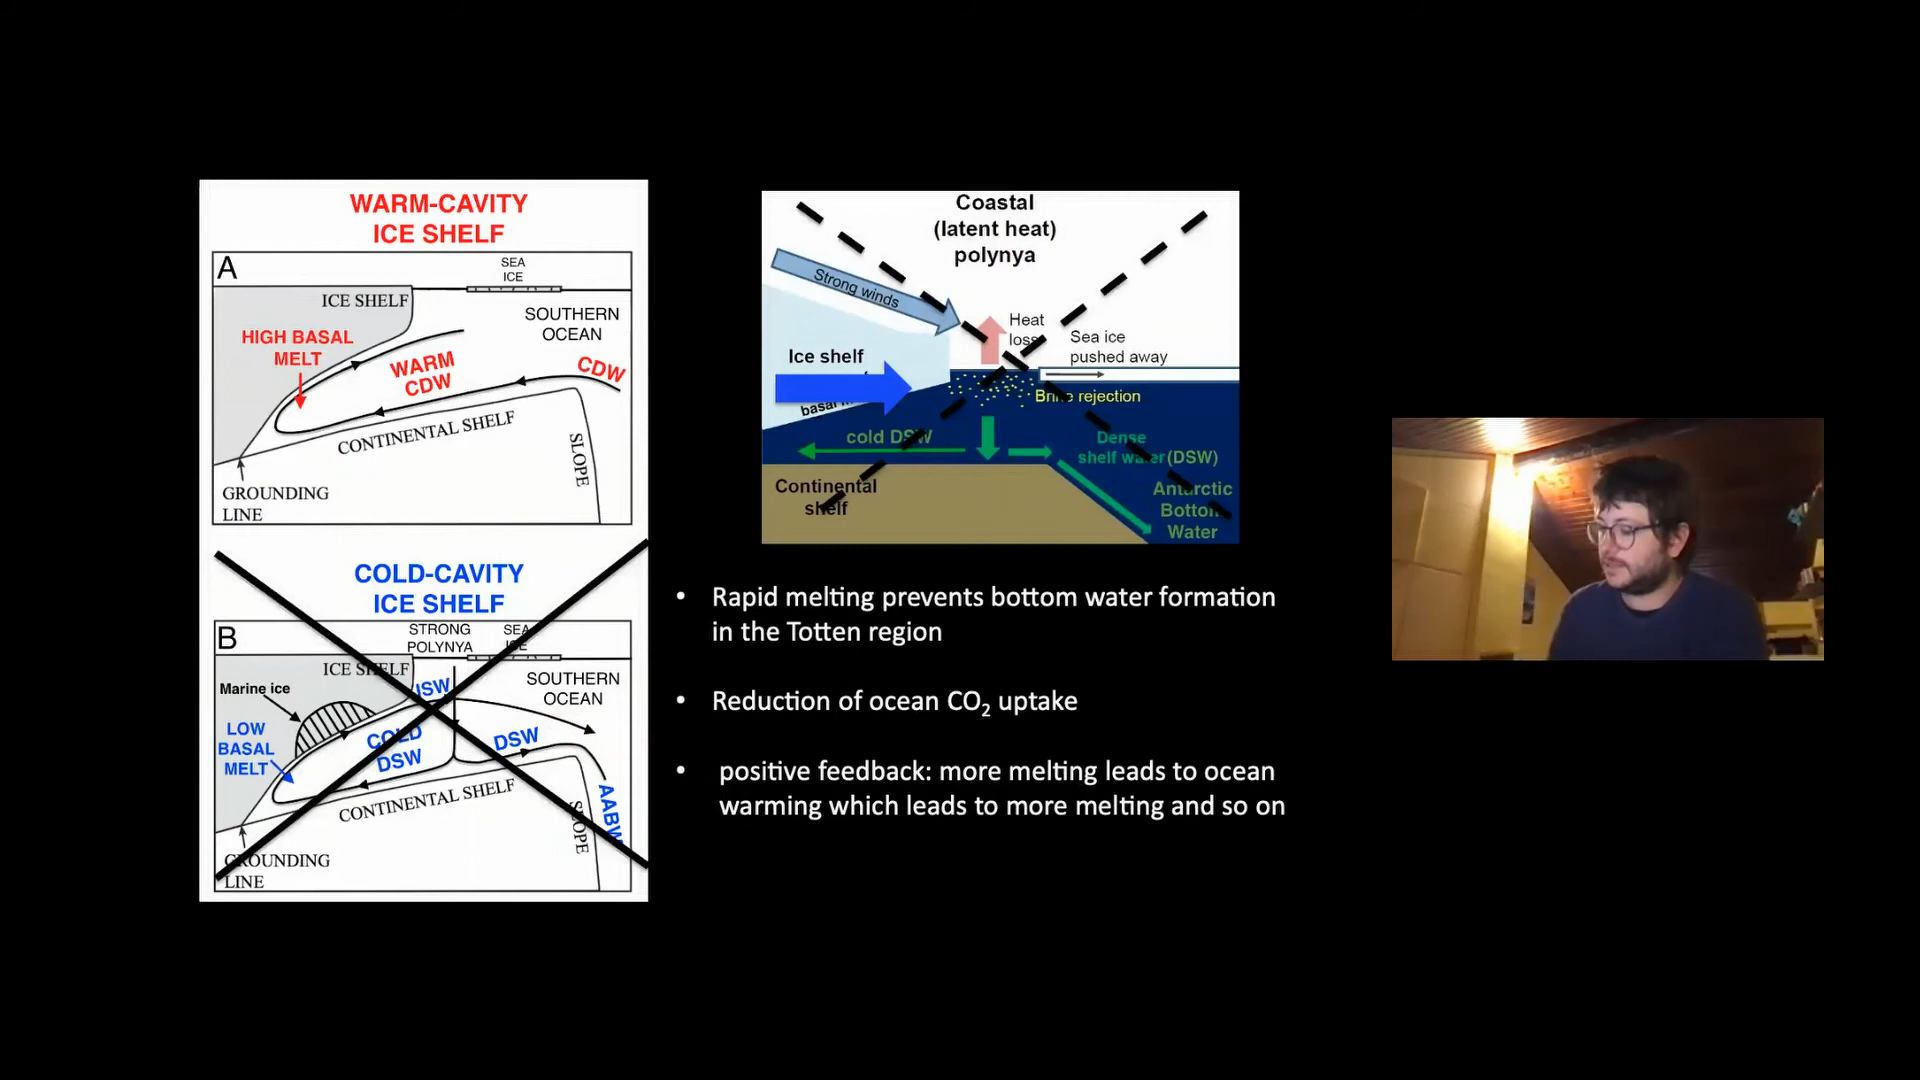 WARM-CAVITY
ICE SHELF
A
SEA
ICE
ICE SHELF
SOUTHERN
OCEAN
HIGH BASAL
MELT
WARM
CDW
CDW
CONTINENTAL SHELF
SLOPE
GROUNDING
LINE
COLD-CAVITY
ICE SHELF
B
STRONG
POLYNYA
SEA
ICE
ICE SHELF
Marine ice
ISW
SOUTHERN
OCEAN
LOW
BASAL
MELT
COLD
DSW
DSW
CONTINENTAL SHELF
SLOPE
AABW
GROUNDING
LINE
Coastal
(latent heat)
polynya
Strong winds
Heat
loss
Sea ice
pushed away
Ice shelf
basal
Brine rejection
cold DSW
Dense
shelf water (DSW)
Continental
shelf
Antarctic
Bottom
Water
• Rapid melting prevents bottom water formation
in the Totten region
• Reduction of ocean CO₂ uptake
• positive feedback: more melting leads to ocean
warming which leads to more melting and so on